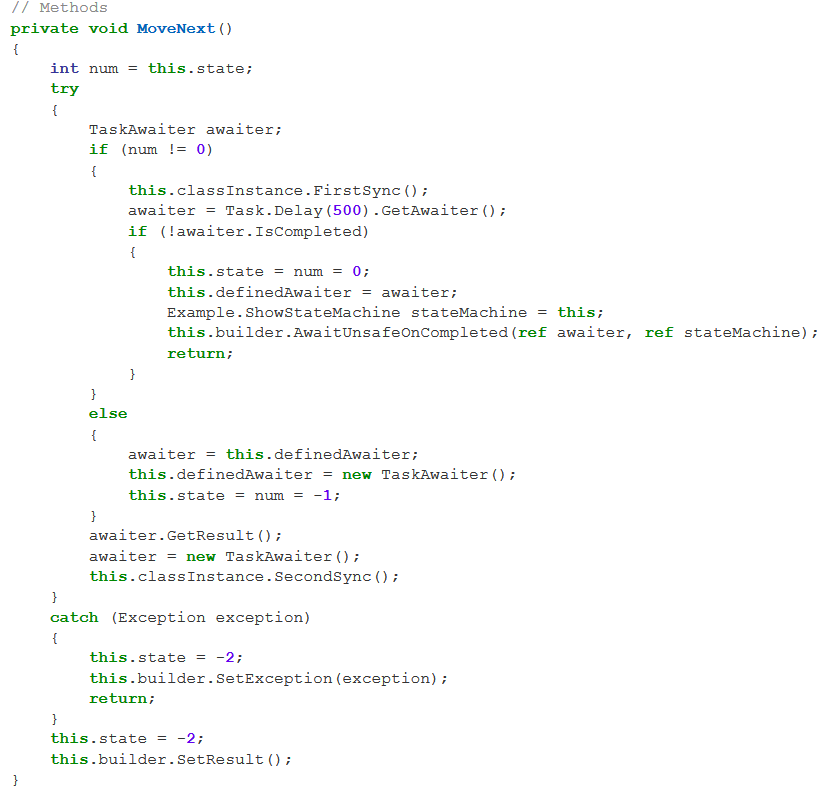 // Methods
private void MoveNext()
{
    int num = this.state;
    try
    {
        TaskAwaiter awaiter;
        if (num != 0)
        {
            this.classInstance.FirstSync();
            awaiter = Task.Delay(500).GetAwaiter();
            if (!awaiter.IsCompleted)
            {
                this.state = num = 0;
                this.definedAwaiter = awaiter;
                Example.ShowStateMachine stateMachine = this;
                this.builder.AwaitUnsafeOnCompleted(ref awaiter, ref stateMachine);
                return;
            }
        }
        else
        {
            awaiter = this.definedAwaiter;
            this.definedAwaiter = new TaskAwaiter();
            this.state = num = -1;
        }
        awaiter.GetResult();
        awaiter = new TaskAwaiter();
        this.classInstance.SecondSync();
    }
    catch (Exception exception)
    {
        this.state = -2;
        this.builder.SetException(exception);
        return;
    }
    this.state = -2;
    this.builder.SetResult();
}